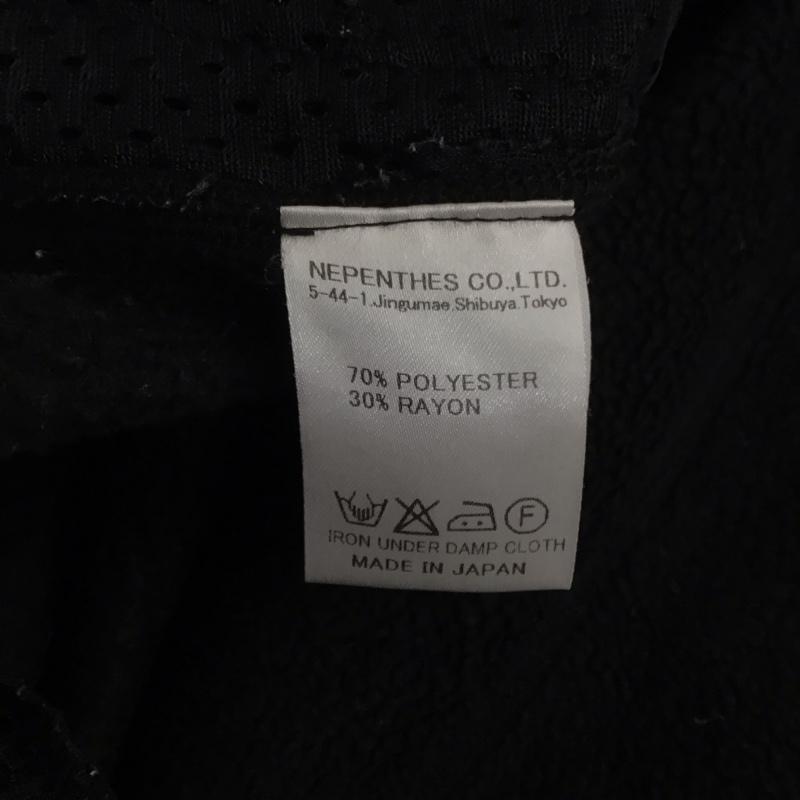 NEPENTHES CO.,LTD.
5-44-1.Jingumae.Shibuya.Tokyo
70% POLYESTER
30% RAYON
F
IRON UNDER DAMP CLOTH
MADE IN JAPAN